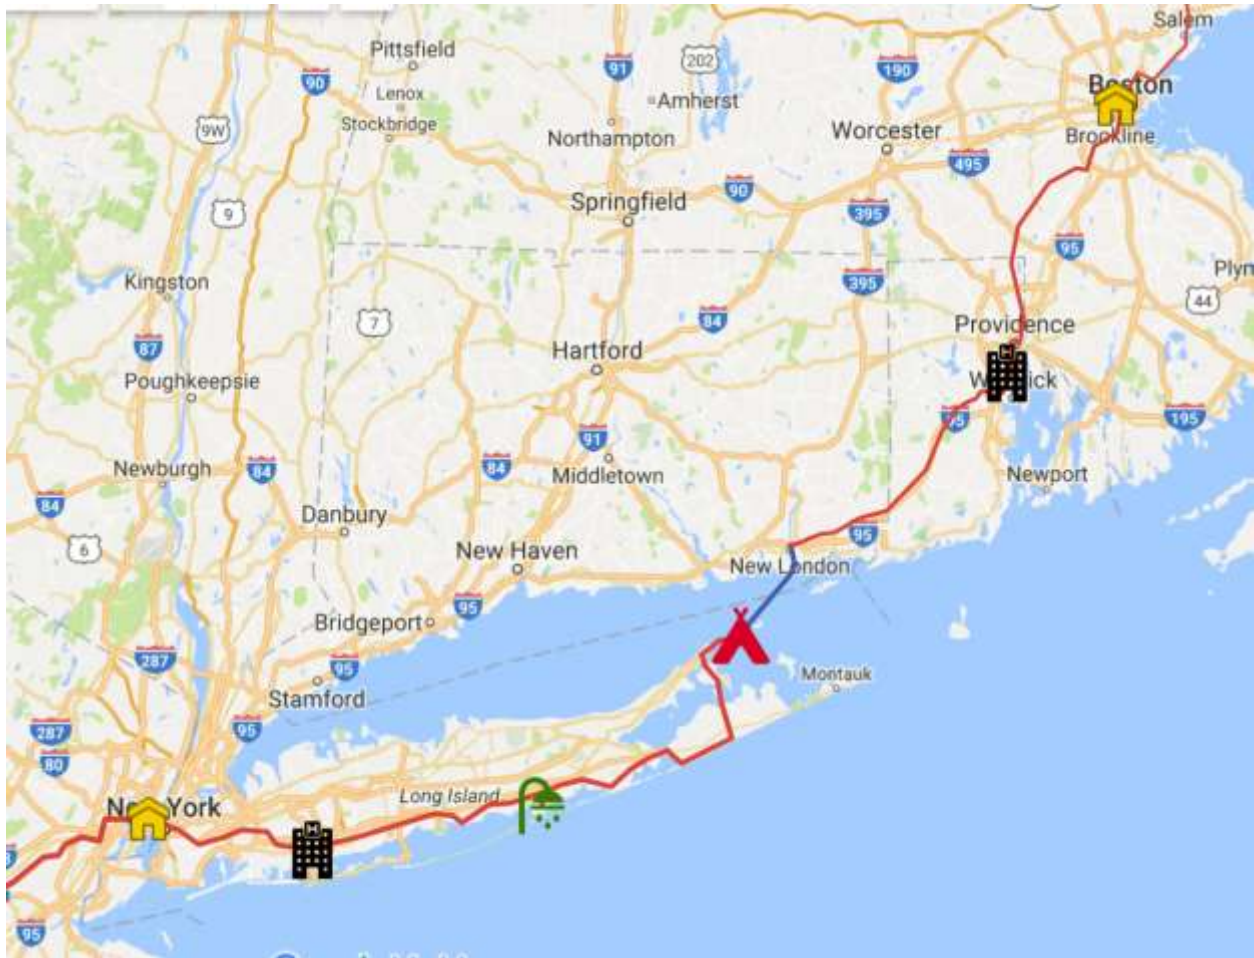 Salem
Pittsfield
91
202
190
90
Boston
Lenox
Amherst
9W
Stockbridge
Northampton
Worcester
Brookline
495
90
Springfield
9
395
95
395
Plym
Kingston
44
7
84
Providence
87
Hartford
Poughkeepsie
H
Warwick
95
195
91
Newburgh
84
84
Middletown
Newport
84
Danbury
6
New Haven
95
New London
95
Bridgeport
287
95
Montauk
Stamford
287
95
80
Long Island
New York
H
95